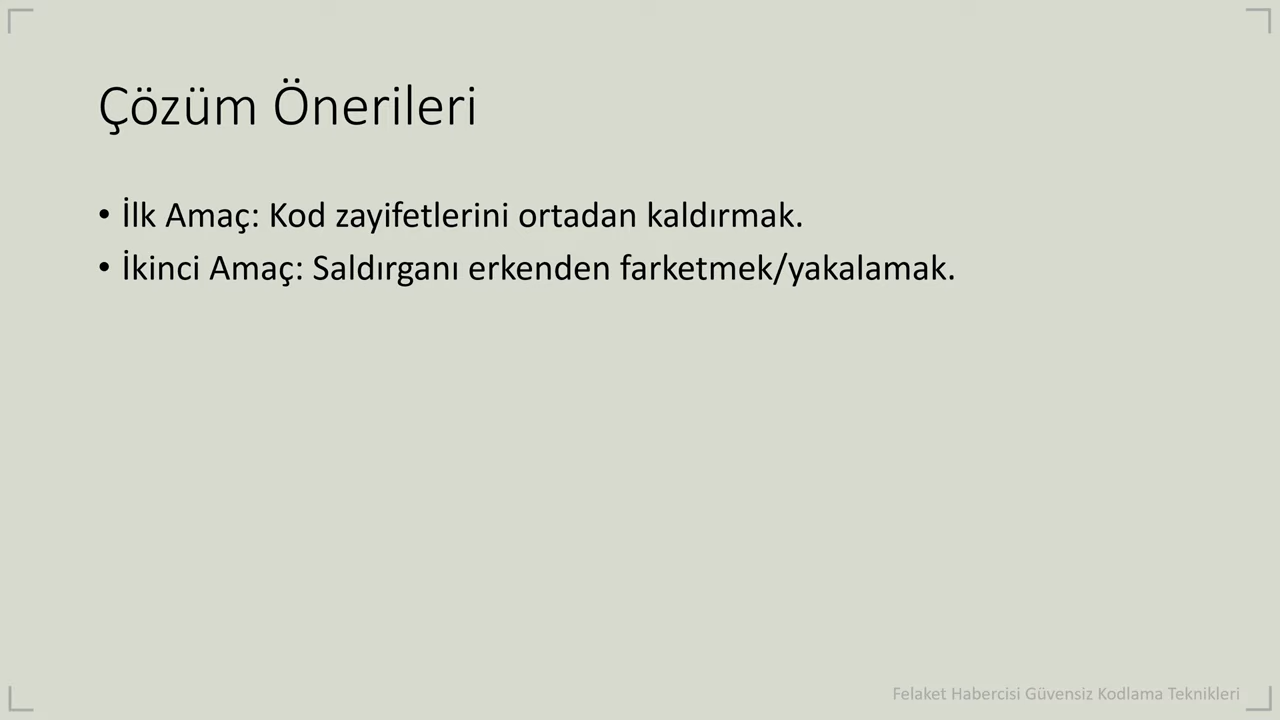 Çözüm Önerileri
• İlk Amaç: Kod zayifetlerini ortadan kaldırmak.
• İkinci Amaç: Saldırganı erkenden farketmek/yakalamak.
Felaket Habercisi Güvensiz Kodlama Teknikleri